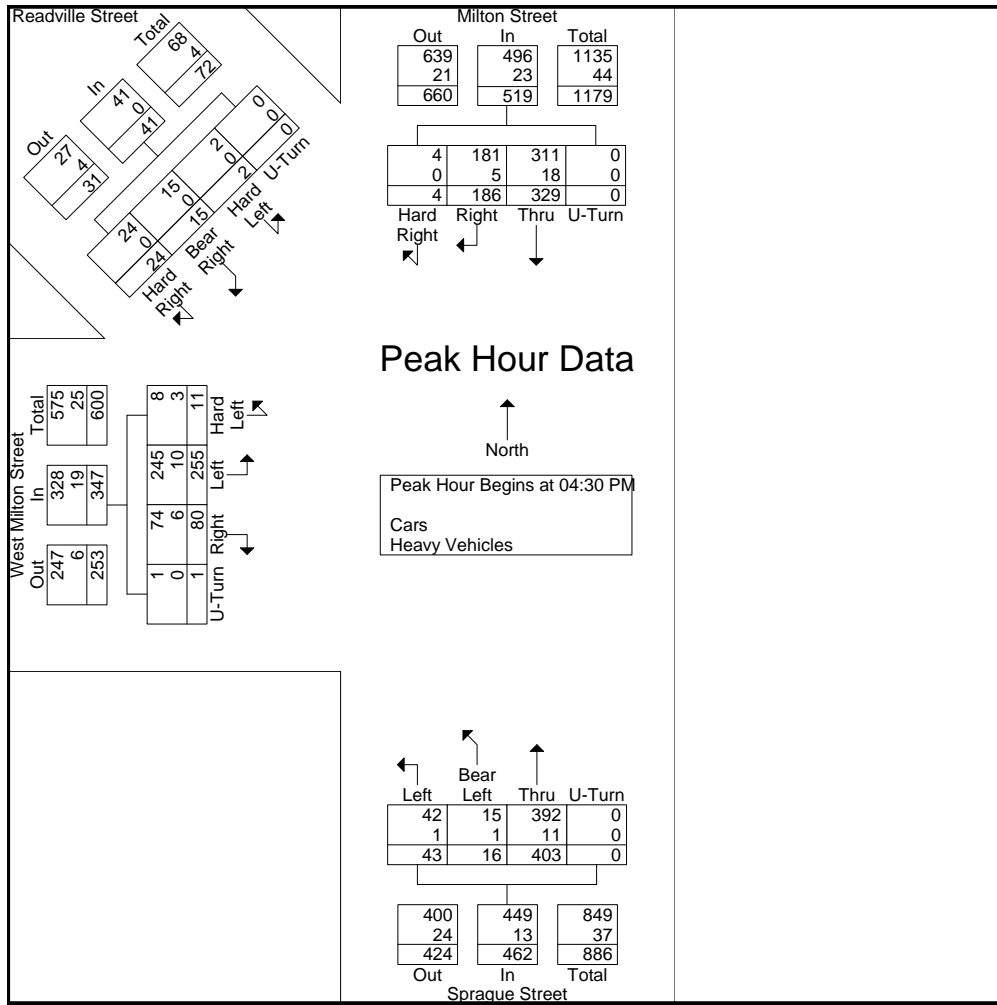 Readville Street
Total
68
4
72
In
41
0
41
Out
27
4
31
0
0
0
U-Turn
2
0
2
Hard
Left
15
0
15
Bear
Right
24
0
24
Hard
Right
Milton Street
Out In Total
639 496 1135
21 23 44
660 519 1179
4 181 311 0
0 5 18 0
4 186 329 0
Hard Right Thru U-Turn
Right
Peak Hour Data
North
Peak Hour Begins at 04:30 PM
Cars
Heavy Vehicles
West Milton Street
Out In Total
247 328 575
6 19 25
253 347 600
1 74 245 8
0 6 10 3
1 80 255 11
U-Turn Right Left Hard
Left
Bear
Left Left Thru U-Turn
42 15 392 0
1 1 11 0
43 16 403 0
400 449 849
24 13 37
424 462 886
Out In Total
Sprague Street